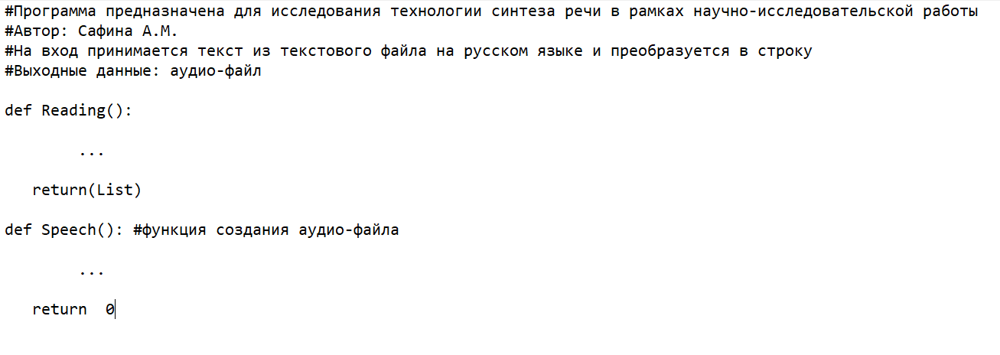 #Программа предназначена для исследования технологии синтеза речи в рамках научно-исследовательской работы
#Автор: Сафина А.М.
#На вход принимается текст из текстового файла на русском языке и преобразуется в строку
#Выходные данные: аудио-файл
def Reading():
...
return(List)
def Speech(): #функция создания аудио-файла
...
return  0